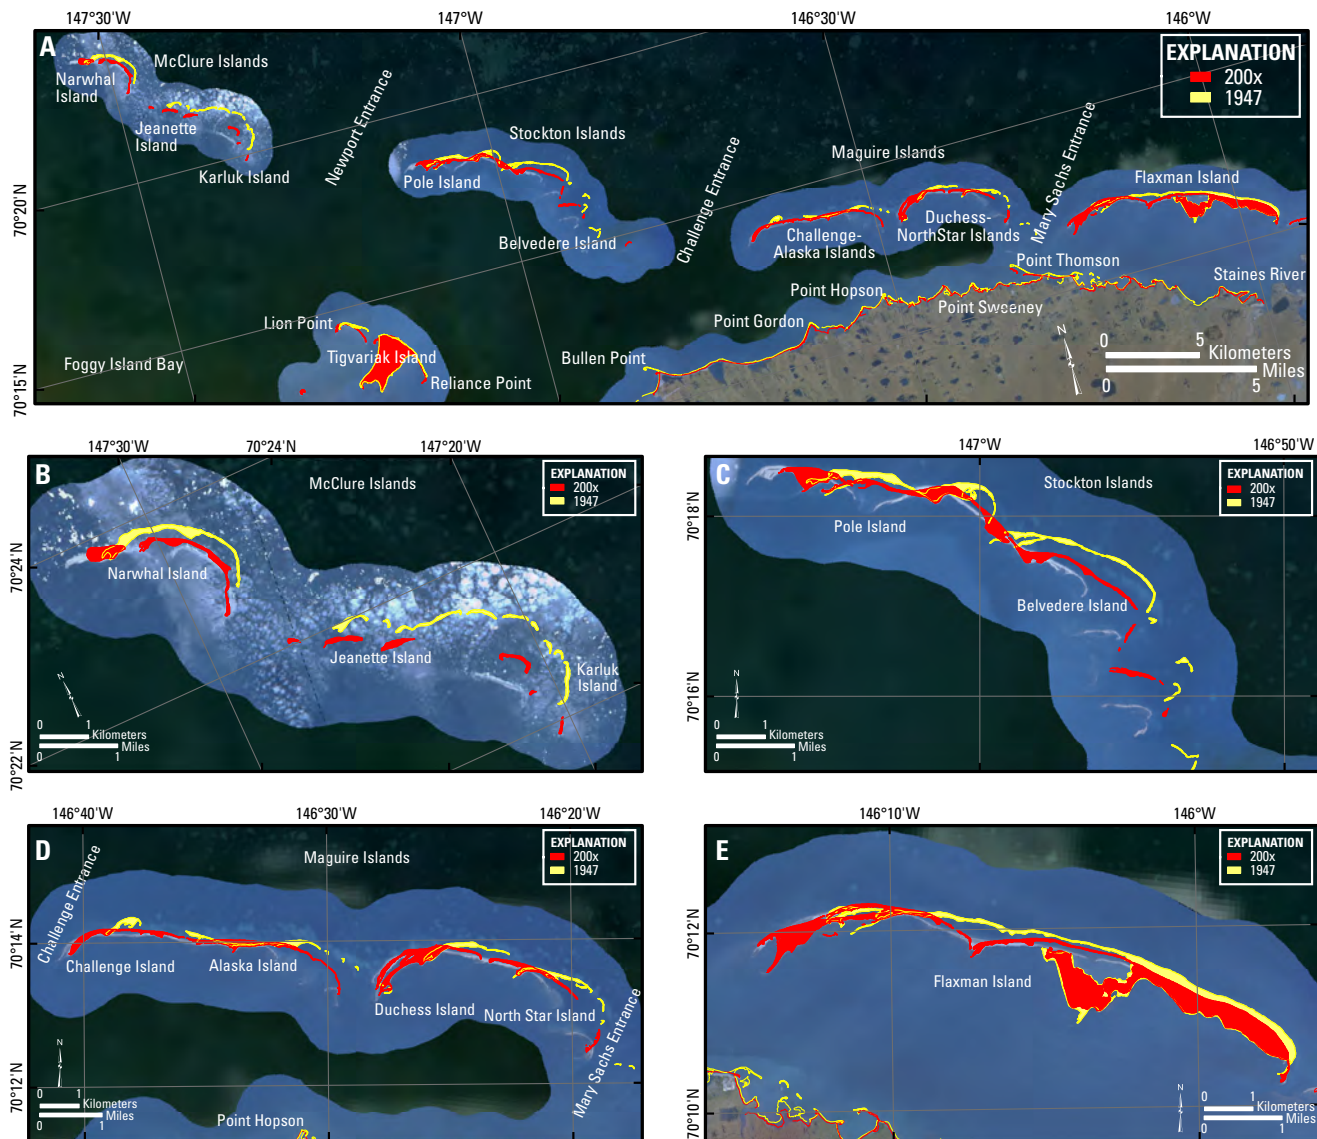 147°30'W
147°W
146°30'W
146°W
A
McClure Islands
Narwhal
Island
Jeanette
Island
Karluk Island
Newport Entrance
Stockton Islands
Pole Island
Belvedere Island
Challenge Entrance
Maguire Islands
Challenge-
Alaska Islands
Duchess-
NorthStar Islands
Mary Sachs Entrance
Flaxman Island
EXPLANATION
200x
1947
Point Thomson
Staines River
Point Hopson
Point Sweeney
Point Gordon
Bullen Point
Lion Point
Tigvariak Island
Reliance Point
Foggy Island Bay
70°20'N
70°15'N
N
0
5
Kilometers
Miles
0
5
147°30'W
70°24'N
147°20'W
B
McClure Islands
EXPLANATION
200x
1947
Narwhal Island
Jeanette Island
Karluk
Island
70°24'N
70°22'N
N
0
1
Kilometers
Miles
0
1
147°W
146°50'W
C
Stockton Islands
EXPLANATION
200x
1947
Pole Island
Belvedere Island
70°18'N
70°16'N
N
0
1
Kilometers
Miles
0
1
146°40'W
146°30'W
146°20'W
D
Maguire Islands
EXPLANATION
200x
1947
Challenge Entrance
Challenge Island
Alaska Island
Duchess Island
North Star Island
Mary Sachs Entrance
Point Hopson
70°14'N
70°12'N
N
0
1
Kilometers
Miles
0
1
146°10'W
146°W
E
EXPLANATION
200x
1947
Flaxman Island
70°12'N
70°10'N
N
0
1
Kilometers
Miles
0
1